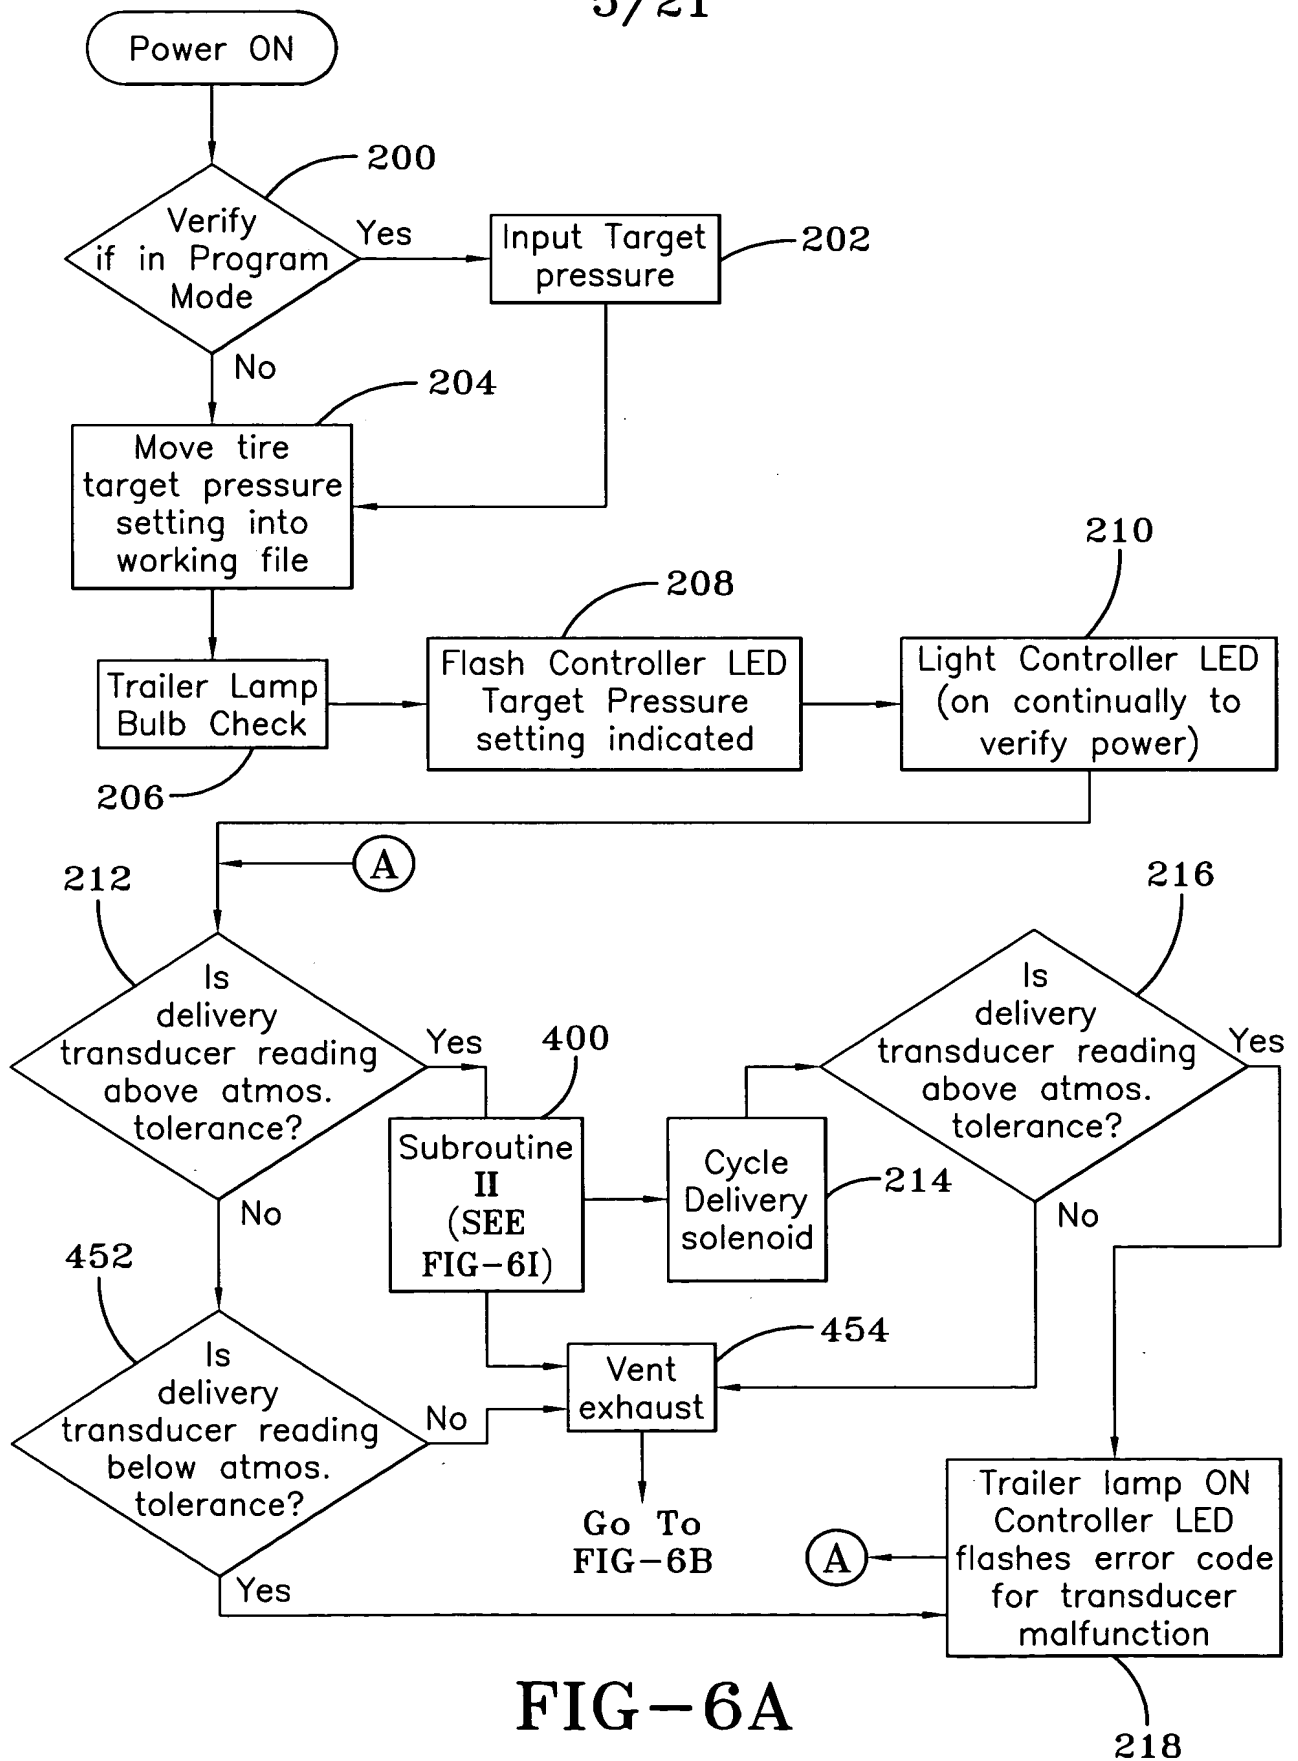 5/21
Power ON
200
Verify
if in Program
Mode
Yes
Input Target
pressure
202
No
204
Move tire
target pressure
setting into
working file
208
210
Trailer Lamp
Bulb Check
206
Flash Controller LED
Target Pressure
setting indicated
Light Controller LED
(on continually to
verify power)
A
212
Is
delivery
transducer reading
above atmos.
tolerance?
Yes
400
Subroutine
II
(SEE
FIG-6I)
Cycle
Delivery
solenoid
214
216
Is
delivery
transducer reading
above atmos.
tolerance?
Yes
No
No
452
Is
delivery
transducer reading
below atmos.
tolerance?
No
Yes
454
Vent
exhaust
Go To
FIG-6B
A
Trailer lamp ON
Controller LED
flashes error code
for transducer
malfunction
218
FIG-6A